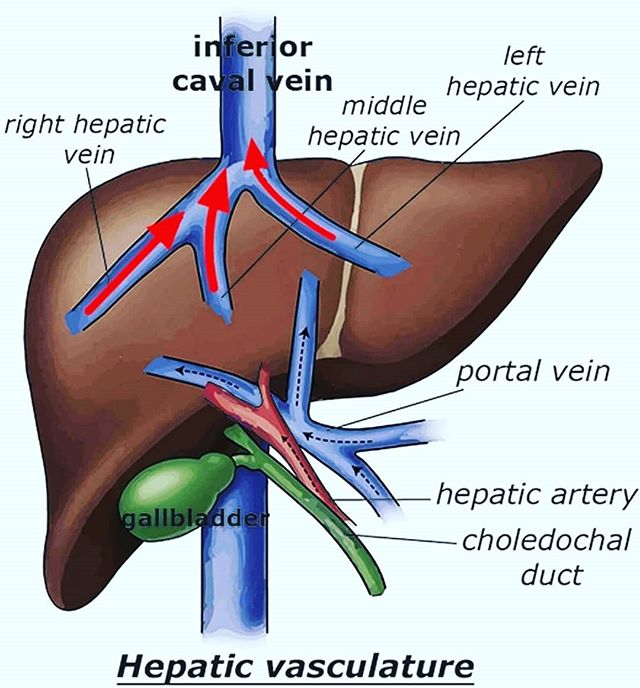 inferior
caval vein
left
hepatic vein
middle
hepatic vein
right hepatic
vein
portal vein
hepatic artery
gallbladder
choledochal
duct
Hepatic vasculature